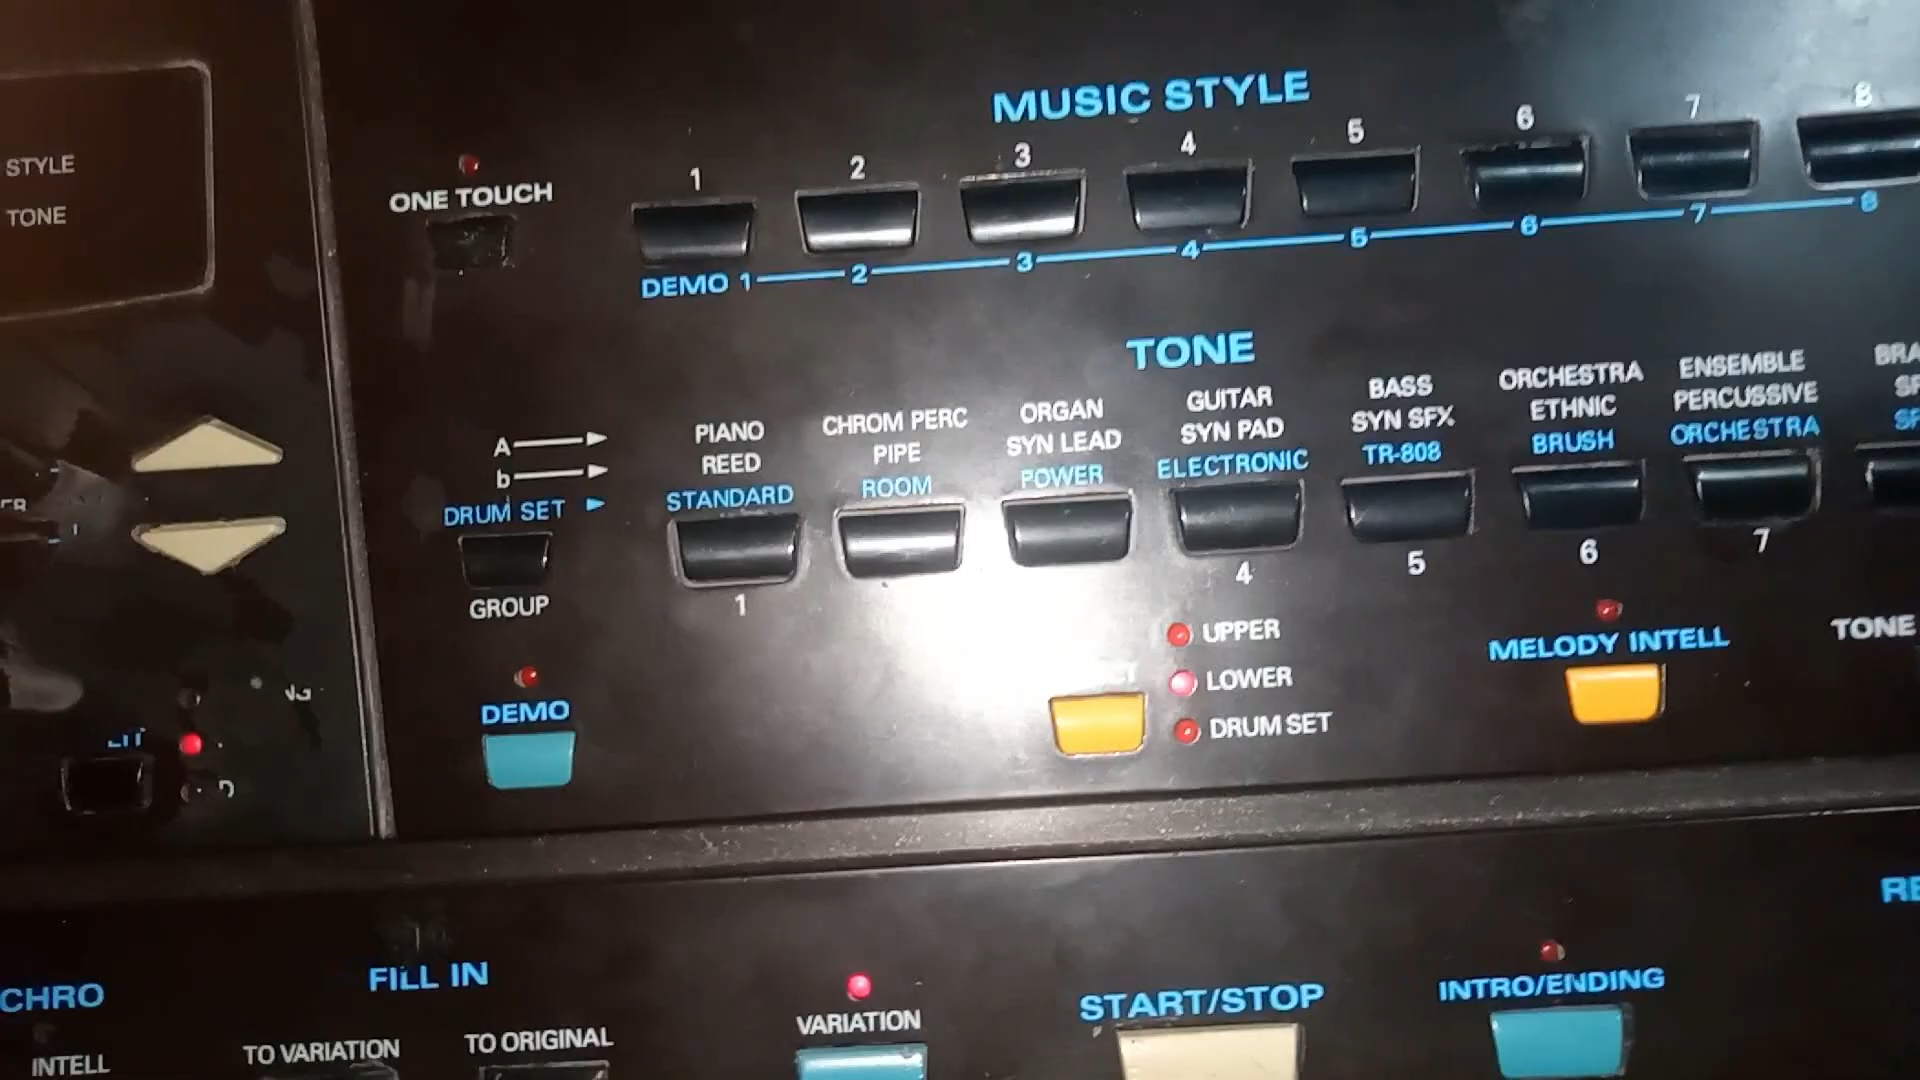 STYLE
TONE
ONE TOUCH
MUSIC STYLE
1 2 3 4 5 6 7 8
DEMO 1 2 3 4 5 6 7 8
TONE
A
b
DRUM SET
GROUP
PIANO
REED
STANDARD
CHROM PERC
PIPE
ROOM
ORGAN
SYN LEAD
POWER
GUITAR
SYN PAD
ELECTRONIC
BASS
SYN SFX
TR-808
ORCHESTRA
ETHNIC
BRUSH
ENSEMBLE
PERCUSSIVE
ORCHESTRA
BRA
1 4 5 6 7
DEMO
UPPER
LOWER
DRUM SET
MELODY INTELL
TONE
CHRO
INTELL
FILL IN
TO VARIATION
TO ORIGINAL
VARIATION
START/STOP
INTRO/ENDING
RE